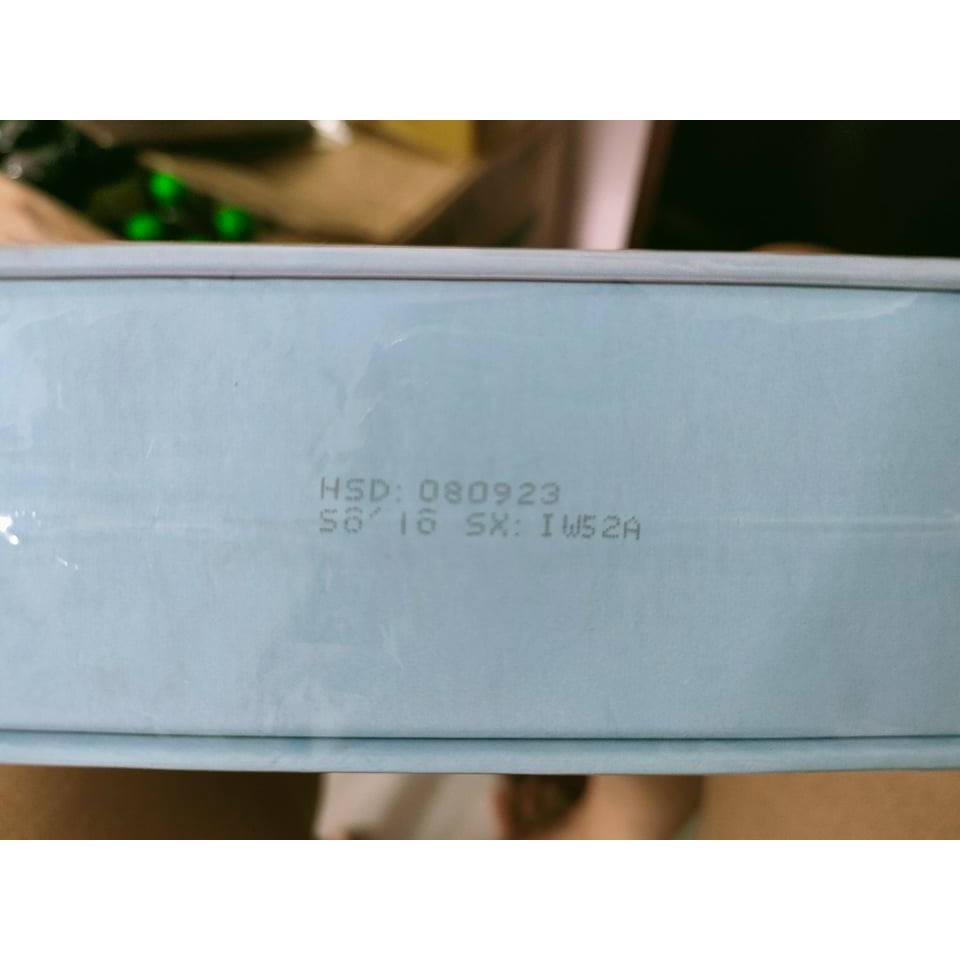 HSD: 080923
Số lô SX: IW52A